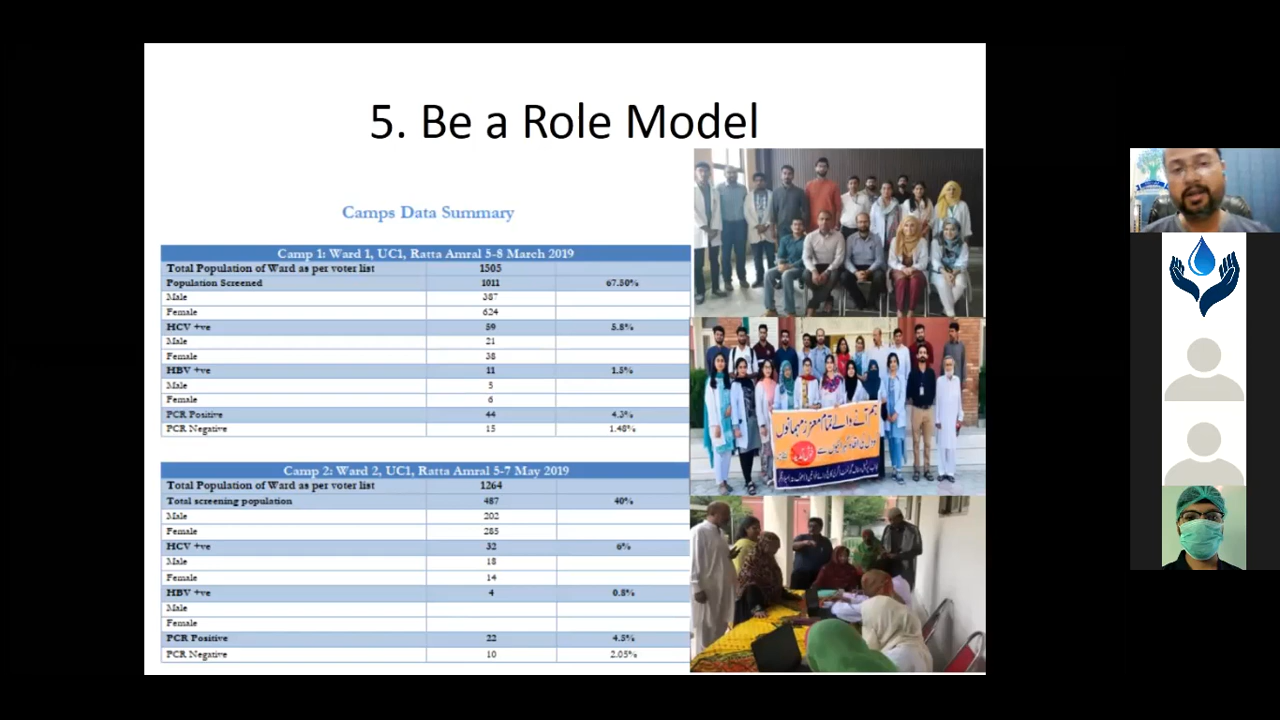 5. Be a Role Model
Camps Data Summary
Camp 1: Ward 1, UC1, Ratta Amral 5-8 March 2019
Total Population of Ward as per voter list 1505
Population Screened 1011 67.50%
Male 387
Female 624
HCV +ve 59 5.8%
Male 21
Female 38
HBV +ve 11 1.5%
Male 5
Female 6
PCR Positive 44 4.3%
PCR Negative 15 1.48%
Camp 2: Ward 2, UC1, Ratta Amral 5-7 May 2019
Total Population of Ward as per voter list 1264
Total screening population 487 40%
Male 202
Female 285
HCV +ve 32 6%
Male 18
Female 14
HBV +ve 4 0.8%
Male
Female
PCR Positive 22 4.5%
PCR Negative 10 2.05%
ہم آنے والے تمام معزز مہمانوں